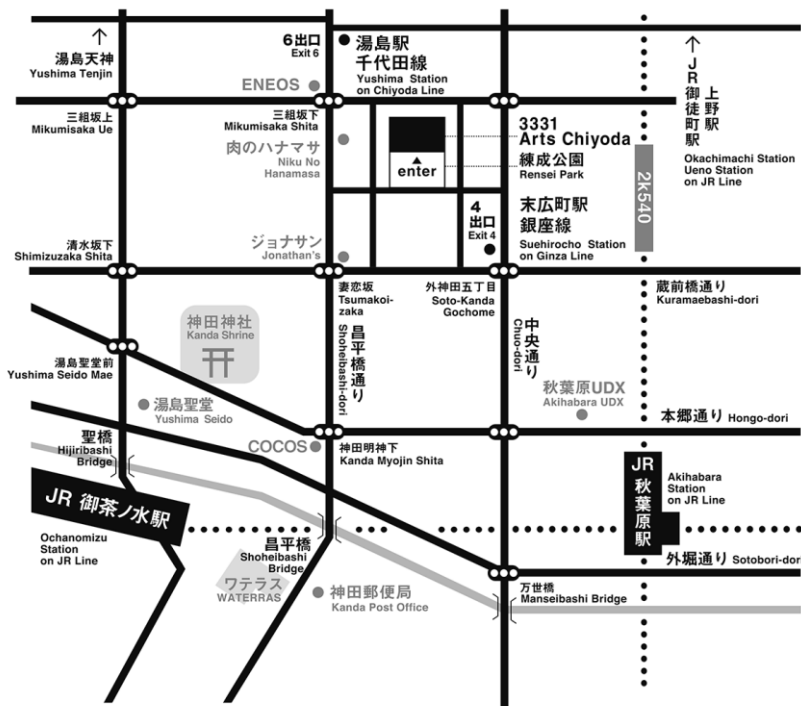 湯島天神
Yushima Tenjin
6出口
Exit 6
湯島駅
千代田線
Yushima Station
on Chiyoda Line
ENEOS
三組坂上
Mikumisaka Ue
三組坂下
Mikumisaka Shita
肉のハナマサ
Niku No
Hanamasa
enter
3331
Arts Chiyoda
練成公園
Rensei Park
上野駅
JR御徒町駅
Okachimachi Station
Ueno Station
on JR Line
2k540
4
出口
Exit 4
末広町駅
銀座線
Suehirocho Station
on Ginza Line
清水坂下
Shimizuzaka Shita
ジョナサン
Jonathan's
妻恋坂
Tsumakoi-
zaka
外神田五丁目
Soto-Kanda
Gochome
蔵前橋通り
Kuramaebashi-dori
神田神社
Kanda Shrine
昌平橋通り
Shoheibashi-dori
中央通り
Chuo-dori
湯島聖堂前
Yushima Seido Mae
湯島聖堂
Yushima Seido
秋葉原UDX
Akihabara UDX
本郷通り Hongo-dori
聖橋
Hijiribashi
Bridge
COCOS
神田明神下
Kanda Myojin Shita
JR 御茶ノ水駅
Ochanomizu
Station
on JR Line
JR
秋葉原駅
Akihabara
Station
on JR Line
昌平橋
Shoheibashi
Bridge
外堀通り Sotobori-dori
ワテラス
WATERRAS
神田郵便局
Kanda Post Office
万世橋
Manseibashi Bridge